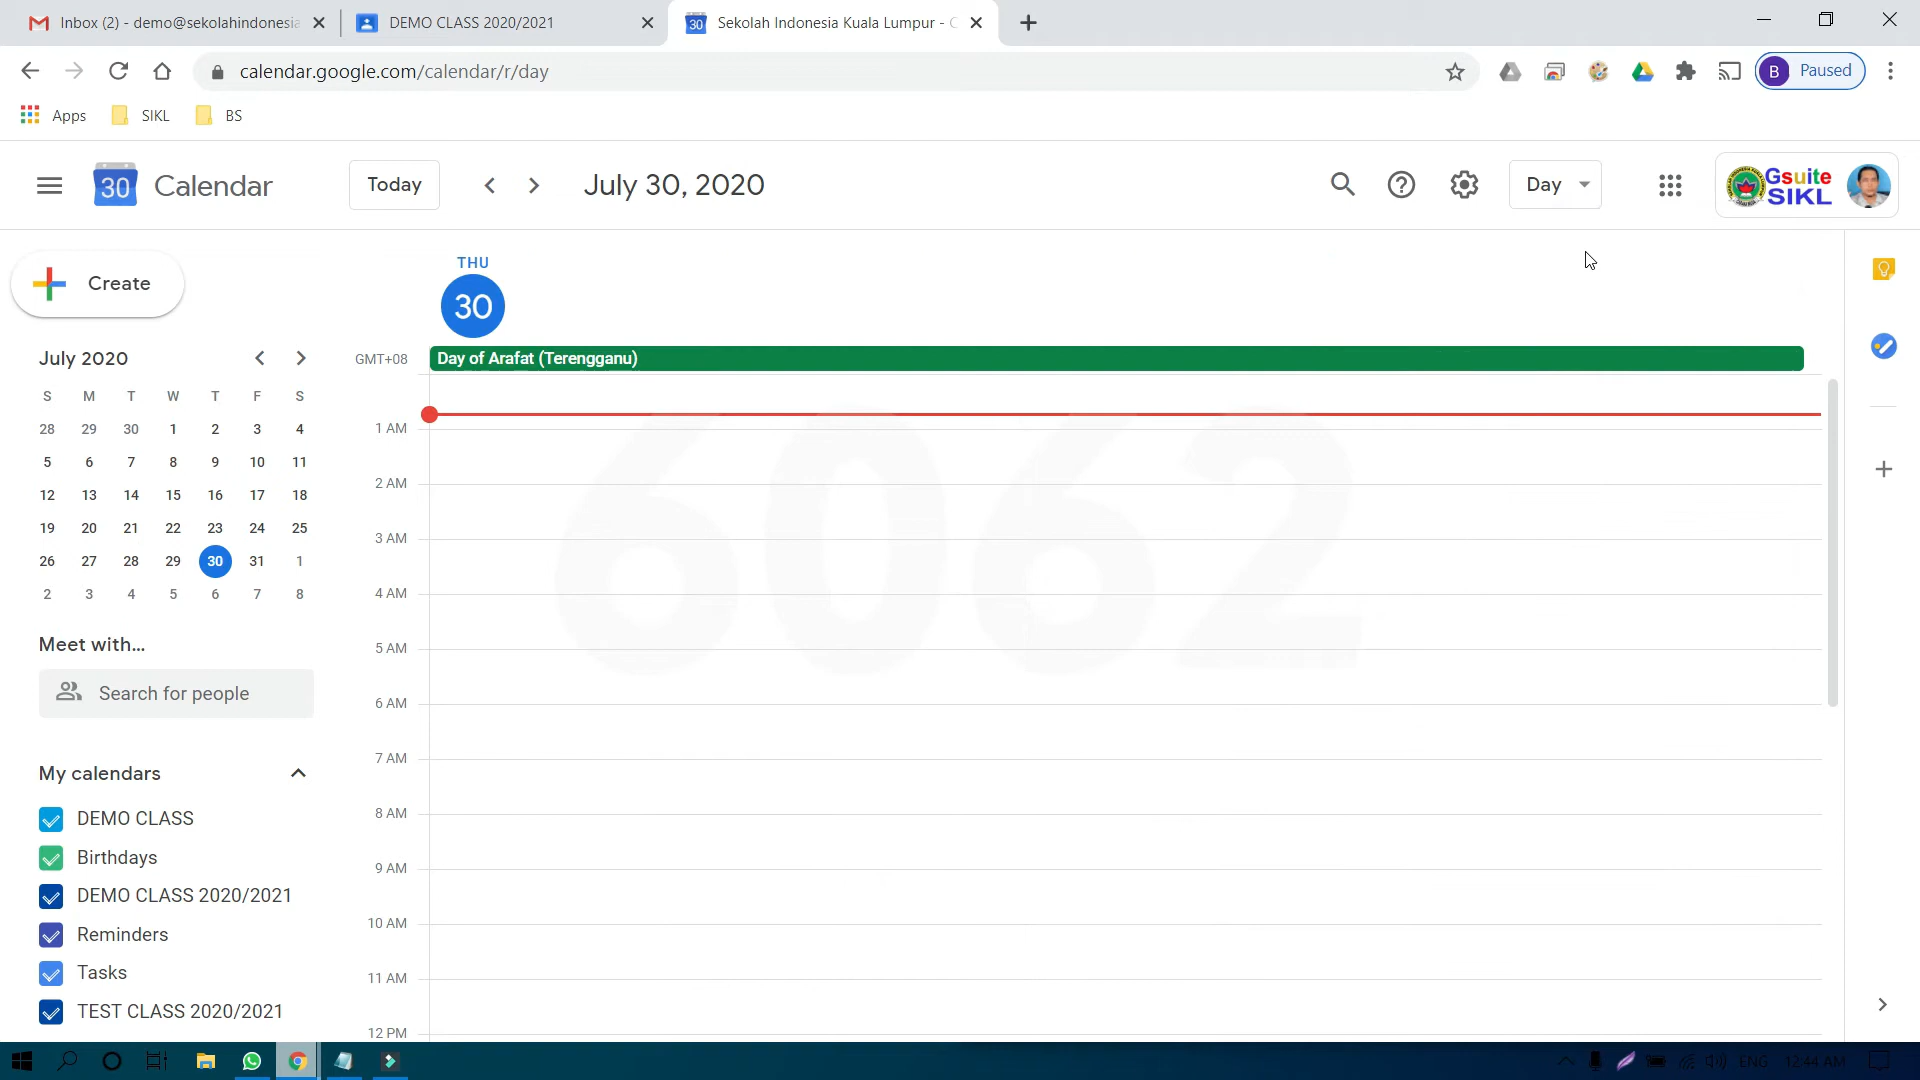 Inbox (2) - demo@sekolahindonesia
DEMO CLASS 2020/2021
Sekolah Indonesia Kuala Lumpur - C
calendar.google.com/calendar/r/day
B Paused
Apps SIKL BS
30 Calendar Today July 30, 2020 Day Gsuite SIKL
Create
THU
30
GMT+08 Day of Arafat (Terengganu)
July 2020
S M T W T F S
28 29 30 1 2 3 4
5 6 7 8 9 10 11
12 13 14 15 16 17 18
19 20 21 22 23 24 25
26 27 28 29 30 31 1
2 3 4 5 6 7 8
Meet with...
Search for people
My calendars
DEMO CLASS
Birthdays
DEMO CLASS 2020/2021
Reminders
Tasks
TEST CLASS 2020/2021
1 AM
2 AM
3 AM
4 AM
5 AM
6 AM
7 AM
8 AM
9 AM
10 AM
11 AM
12 PM
6062
ENG 12:44 AM